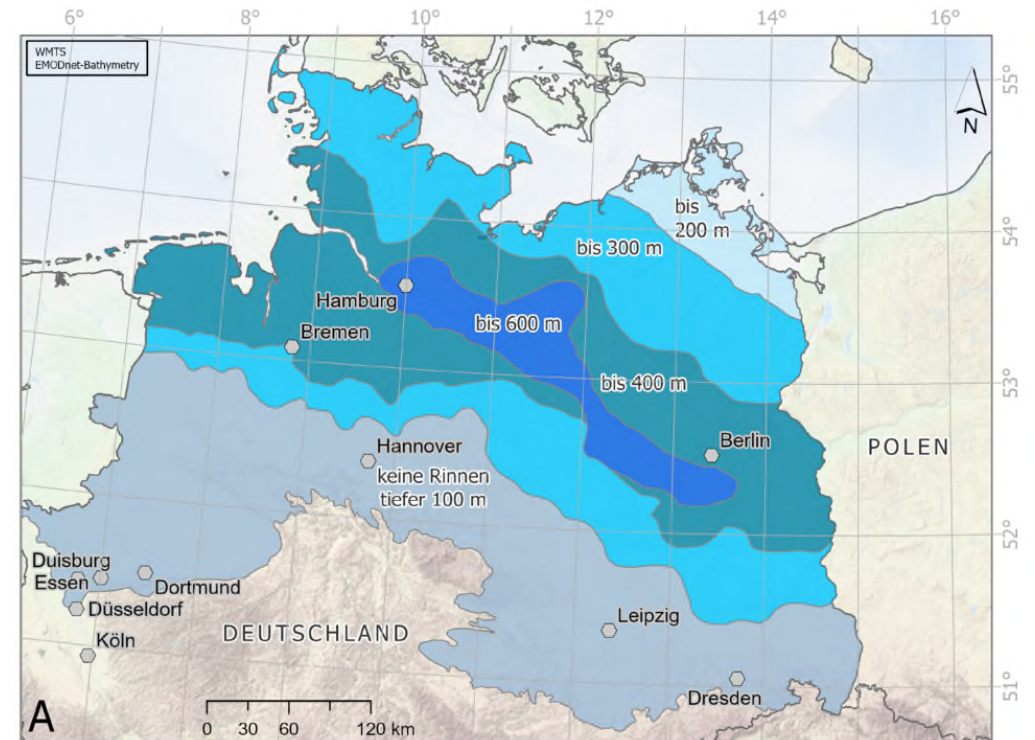 6°
8°
10°
12°
14°
16°
WMTS
EMODnet-Bathymetry
55°
N
bis
200 m
54°
bis 300 m
Hamburg
bis 600 m
Bremen
bis 400 m
53°
Berlin
POLEN
Hannover
keine Rinnen
tiefer 100 m
52°
Duisburg
Essen
Dortmund
Düsseldorf
Leipzig
DEUTSCHLAND
Köln
51°
Dresden
A
0 30 60 120 km